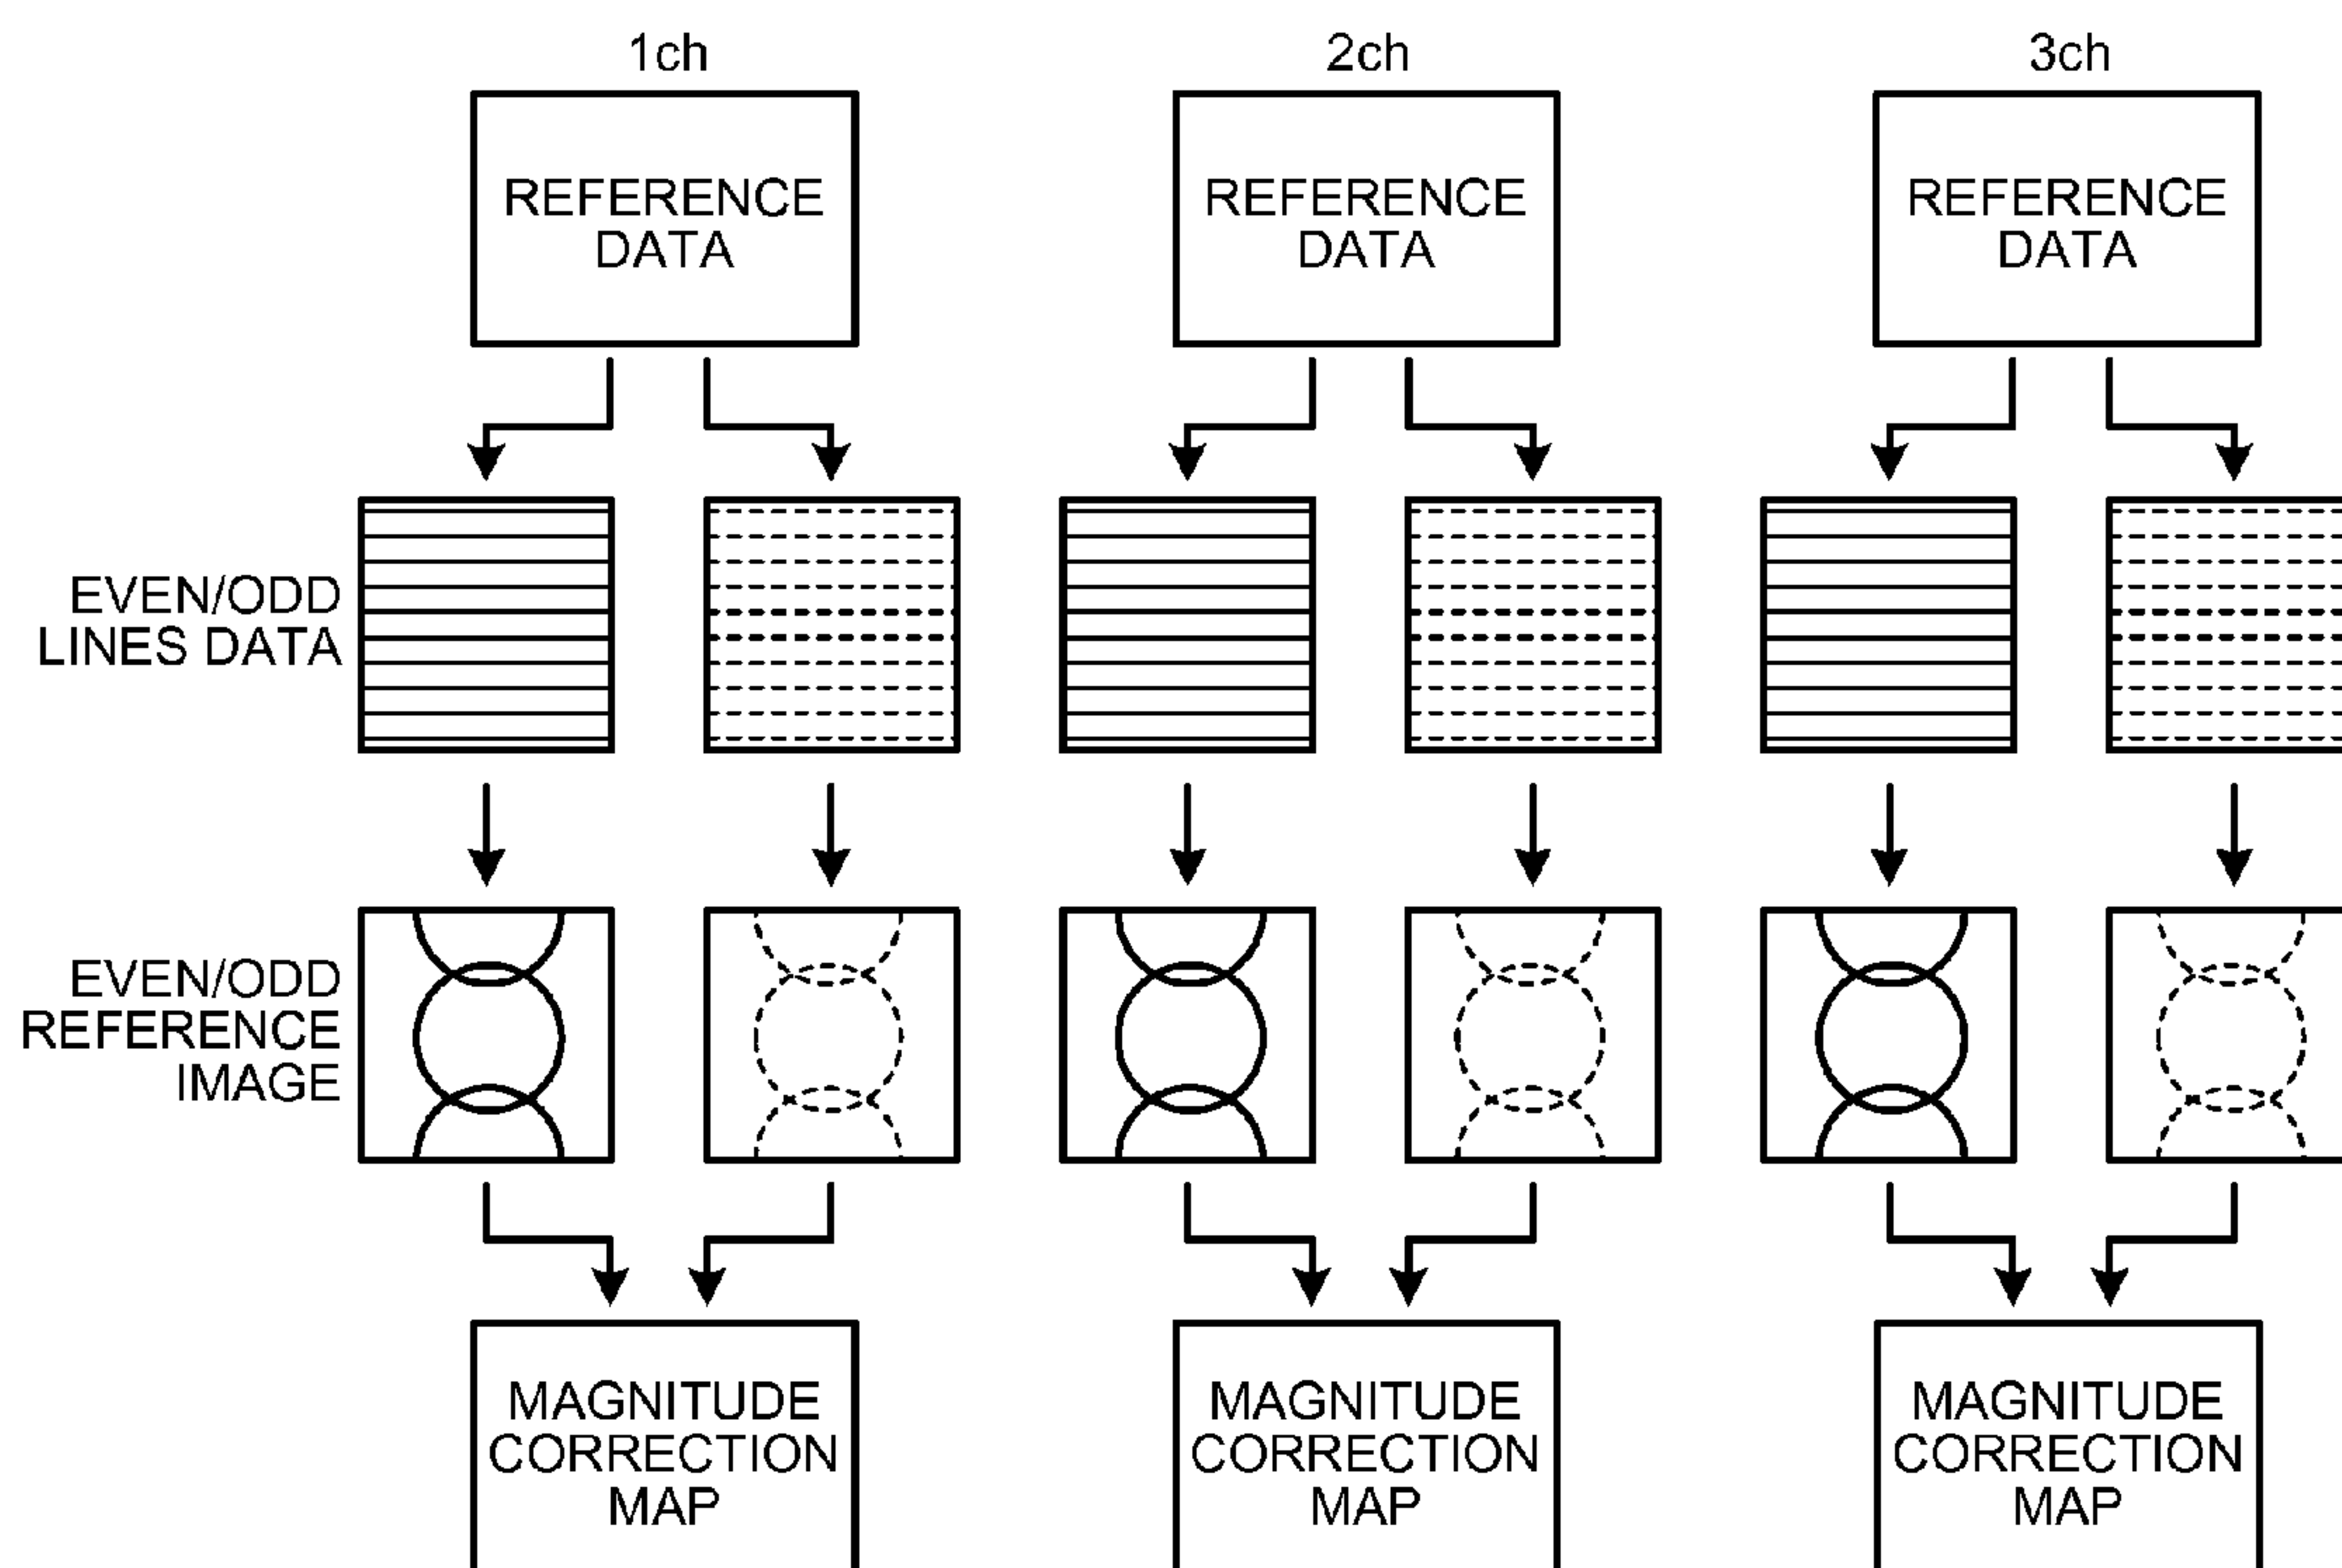 1ch
2ch
3ch
REFERENCE
DATA
REFERENCE
DATA
REFERENCE
DATA
EVEN/ODD
LINES DATA
EVEN/ODD
REFERENCE
IMAGE
MAGNITUDE
CORRECTION
MAP
MAGNITUDE
CORRECTION
MAP
MAGNITUDE
CORRECTION
MAP